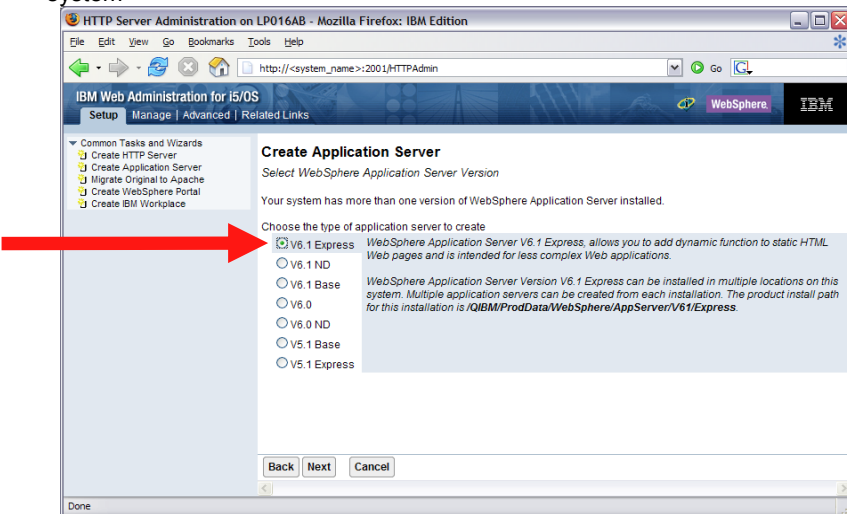 system
HTTP Server Administration on LP016AB - Mozilla Firefox: IBM Edition
File Edit View Go Bookmarks Tools Help
http://<system_name>:2001/HTTPAdmin
Go
G
IBM Web Administration for i5/OS
WebSphere.
IBM
Setup Manage | Advanced | Related Links
Common Tasks and Wizards
Create HTTP Server
Create Application Server
Migrate Original to Apache
Create WebSphere Portal
Create IBM Workplace
Create Application Server
Select WebSphere Application Server Version
Your system has more than one version of WebSphere Application Server installed.
Choose the type of application server to create
V6.1 Express
V6.1 ND
V6.1 Base
V6.0
V6.0 ND
V5.1 Base
V5.1 Express
WebSphere Application Server V6.1 Express, allows you to add dynamic function to static HTML
Web pages and is intended for less complex Web applications.
WebSphere Application Server Version V6.1 Express can be installed in multiple locations on this
system. Multiple application servers can be created from each installation. The product install path
for this installation is /QIBM/ProdData/WebSphere/AppServer/V61/Express.
Back Next Cancel
Done